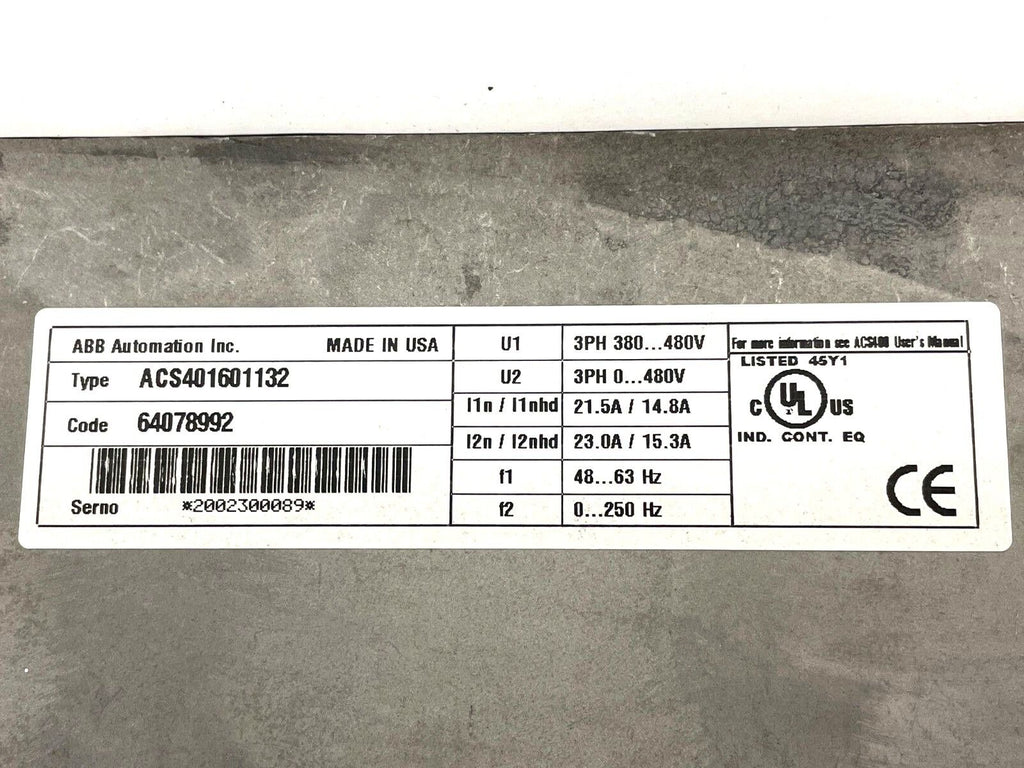 ABB Automation Inc. MADE IN USA
Type ACS401601132
Code 64078992
Serno *2002300089*
U1 3PH 380...480V
U2 3PH 0...480V
I1n / I1nhd 21.5A / 14.8A
I2n / I2nhd 23.0A / 15.3A
f1 48...63 Hz
f2 0...250 Hz
For more information see ACS400 User's Manual
LISTED 45Y1
C UL US
IND. CONT. EQ
CE